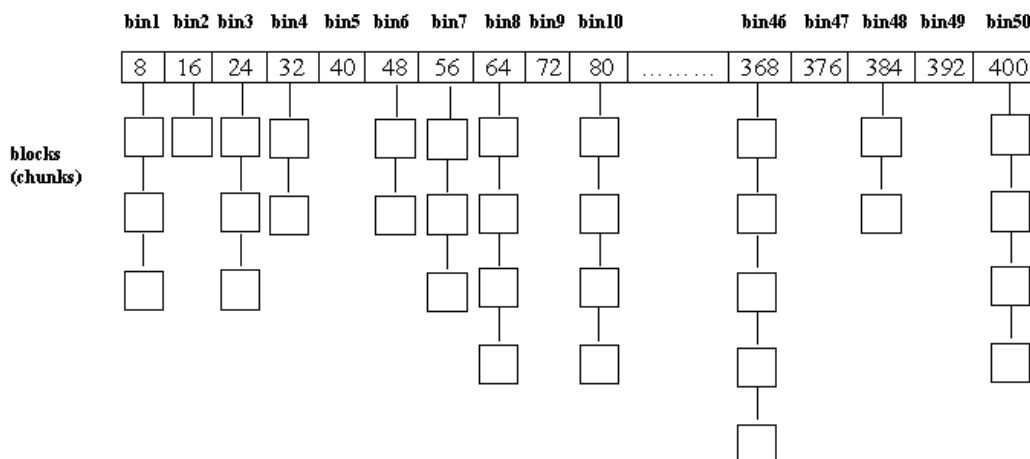 bin1 bin2 bin3 bin4 bin5 bin6 bin7 bin8 bin9 bin10 bin46 bin47 bin48 bin49 bin50
8 16 24 32 40 48 56 64 72 80 ......... 368 376 384 392 400
blocks
(chunks)